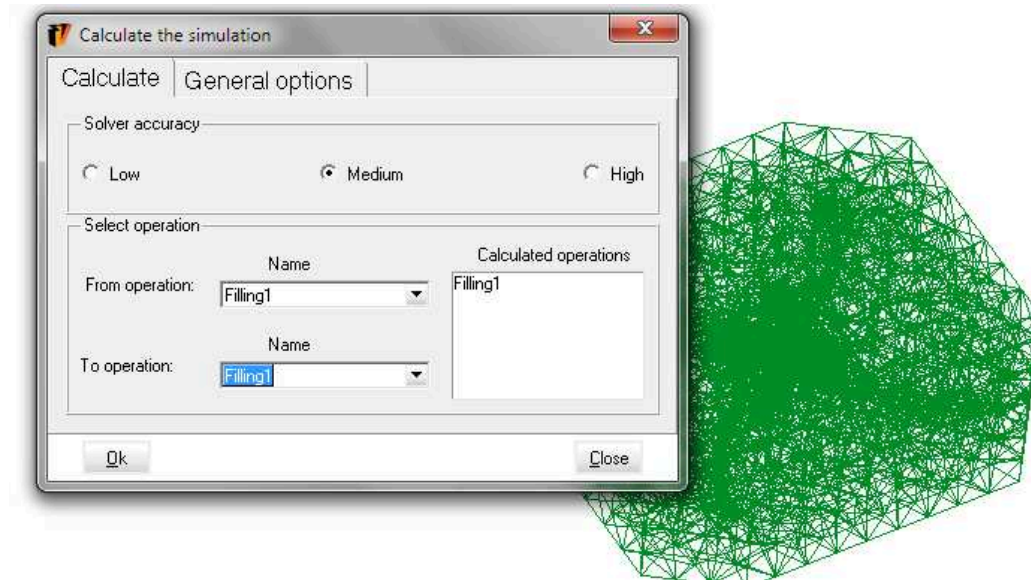 Calculate the simulation
Calculate
General options
Solver accuracy
Low
Medium
High
Select operation
Name
From operation:
Filling1
Calculated operations
Filling1
Name
To operation:
Filling1
Ok
Close